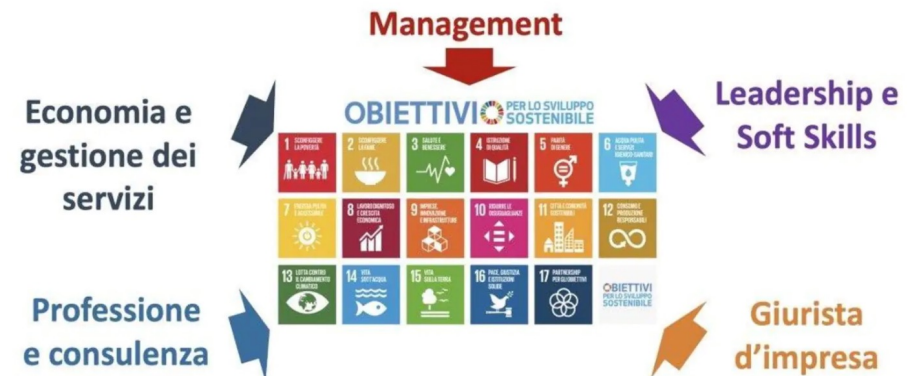 Management
Economia e
gestione dei
servizi
OBIETTIVI PER LO SVILUPPO
SOSTENIBILE
Leadership e
Soft Skills
1 SCONFIGGERE
LA POVERTÀ
2 SCONFIGGERE
LA FAME
3 SALUTE E
BENESSERE
4 ISTRUZIONE
DI QUALITÀ
5 PARITÀ
DI GENERE
6 ACQUA PULITA
E SERVIZI
IGIENICO-SANITARI
7 ENERGIA PULITA
E ACCESSIBILE
8 LAVORO DIGNITOSO
E CRESCITA
ECONOMICA
9 IMPRESE,
INNOVAZIONE
E INFRASTRUTTURE
10 RIDURRE LE
DISUGUAGLIANZE
11 CITTÀ E COMUNITÀ
SOSTENIBILI
12 CONSUMO E
PRODUZIONE
RESPONSABILI
13 LOTTA CONTRO
IL CAMBIAMENTO
CLIMATICO
14 VITA
SOTT'ACQUA
15 VITA
SULLA TERRA
16 PACE, GIUSTIZIA
E ISTITUZIONI
SOLIDE
17 PARTNERSHIP
PER GLI OBIETTIVI
OBIETTIVI
PER LO SVILUPPO
SOSTENIBILE
Professione
e consulenza
Giurista
d'impresa